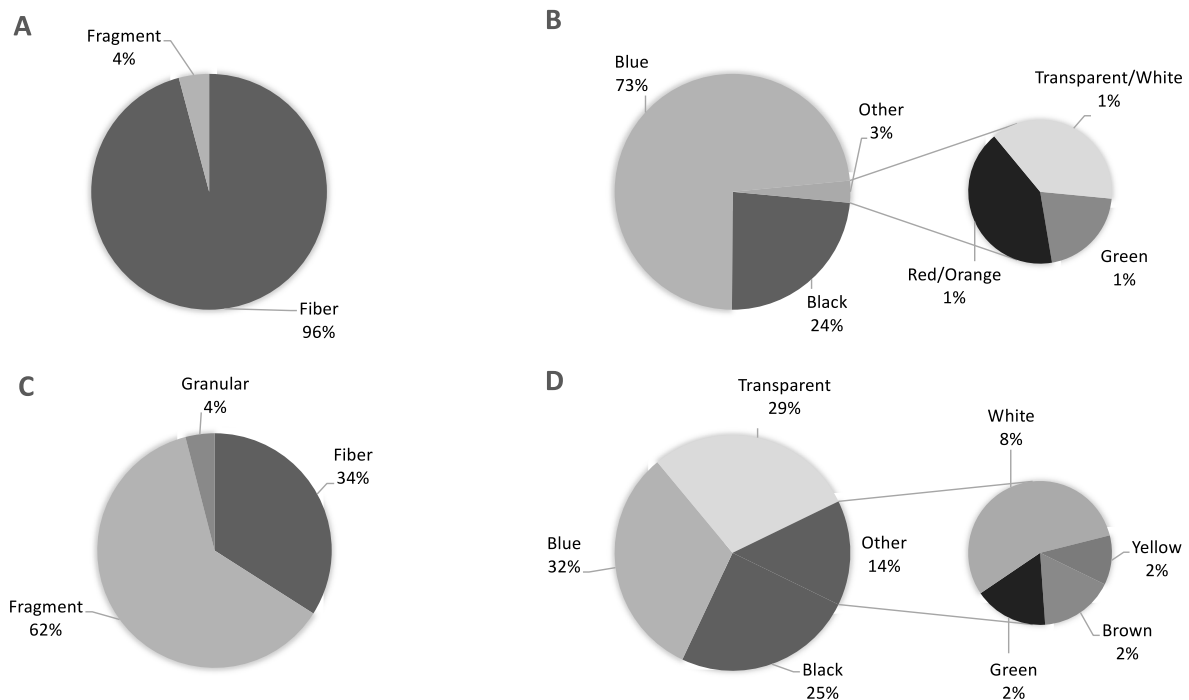 A
Fragment
4%
Fiber
96%
B
Blue
73%
Other
3%
Black
24%
Transparent/White
1%
Red/Orange
1%
Green
1%
C
Granular
4%
Fiber
34%
Fragment
62%
D
Transparent
29%
Blue
32%
Other
14%
Black
25%
White
8%
Yellow
2%
Brown
2%
Green
2%